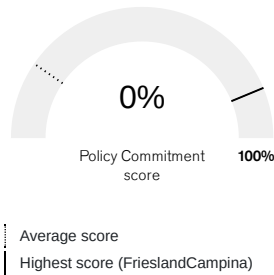 0%
Policy Commitment 100%
score
Average score
Highest score (FrieslandCampina)